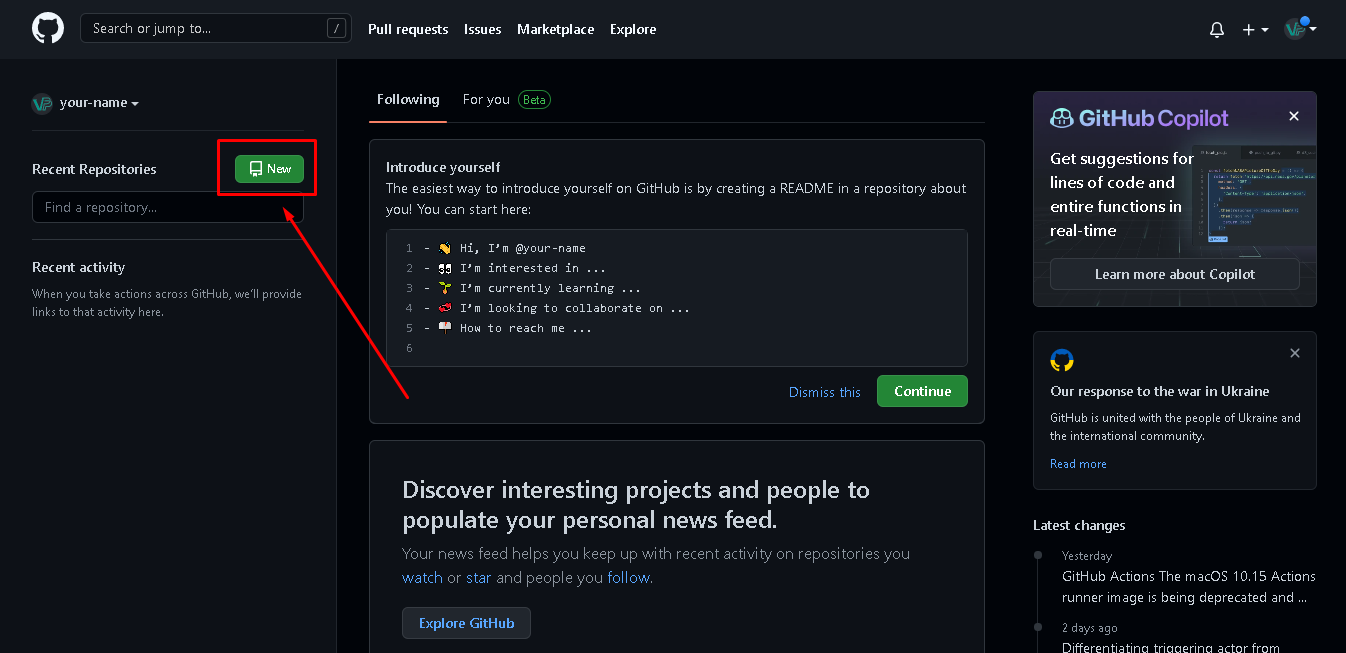 Search or jump to... /
Pull requests
Issues
Marketplace
Explore
your-name
Recent Repositories
New
Find a repository...
Recent activity
When you take actions across GitHub, we'll provide
links to that activity here.
Following
For you Beta
Introduce yourself
The easiest way to introduce yourself on GitHub is by creating a README in a repository about
you! You can start here:
1 - 👋 Hi, I'm @your-name
2 - 👀 I'm interested in ...
3 - 🌱 I'm currently learning ...
4 - 💞️ I'm looking to collaborate on ...
5 - 📫 How to reach me ...
6
Dismiss this
Continue
Discover interesting projects and people to
populate your personal news feed.
Your news feed helps you keep up with recent activity on repositories you
watch or star and people you follow.
Explore GitHub
GitHub Copilot
Get suggestions for
lines of code and
entire functions in
real-time
Learn more about Copilot
Our response to the war in Ukraine
GitHub is united with the people of Ukraine and
the international community.
Read more
Latest changes
Yesterday
GitHub Actions The macOS 10.15 Actions
runner image is being deprecated and ...
2 days ago
Differentiating triggering actor from